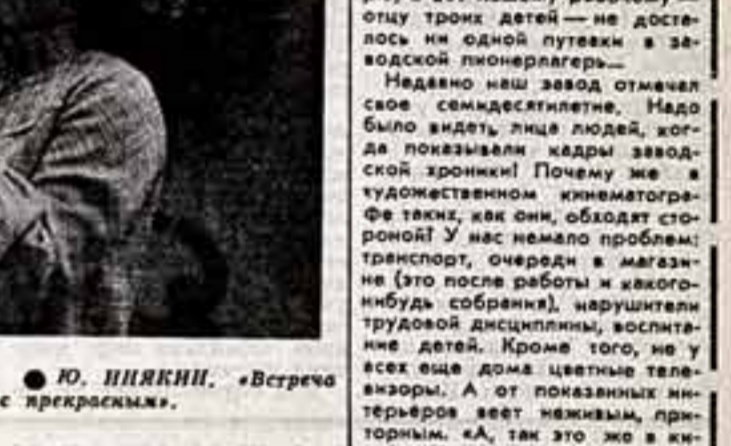 ● Ю. ИНЯКИН. «Встреча
с прекрасным».
отцу троих детей — не доста-
лось ни одной путевки в за-
водской пионерлагерь...
Недавно наш завод отмечал
свое семидесятилетие. Надо
было видеть лица людей, ког-
да показывали кадры завод-
ской хроники! Почему же в
художественном кинематогра-
фе таких, как они, обходят сто-
роной? У нас немало проблем:
транспорт, очереди в магази-
не (это после работы и какого-
нибудь собрания), нарушители
трудовой дисциплины, воспита-
ние детей. Кроме того, не у
всех еще дома цветные теле-
визоры. А от показанных ин-
терьеров веет неживым, при-
торным. «А, так это же в ки-